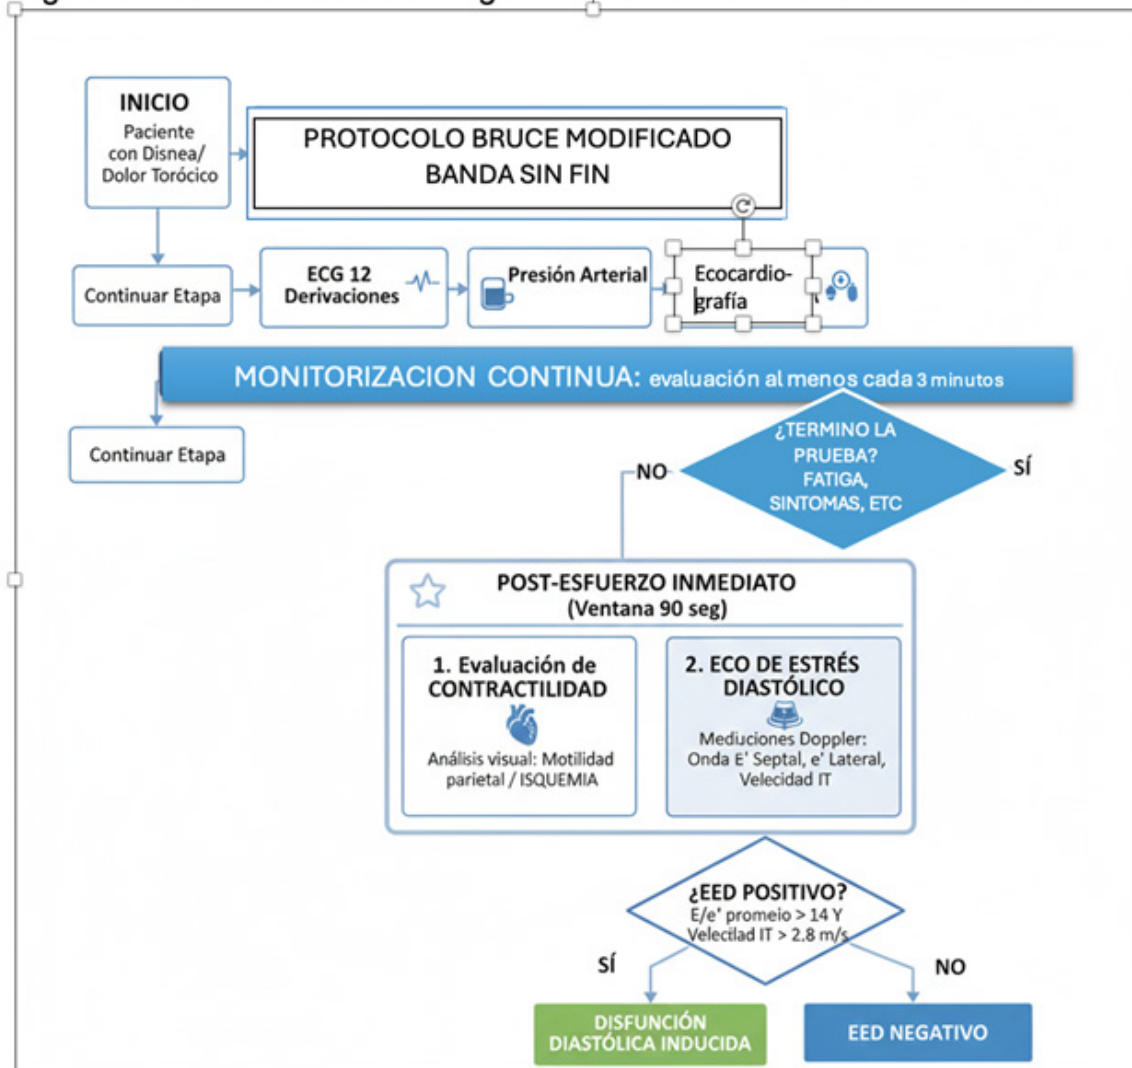 INICIO
Paciente
con Disnea/
Dolor Torócico
PROTOCOLO BRUCE MODIFICADO
BANDA SIN FIN
Continuar Etapa
ECG 12
Derivaciones
Presión Arterial
Ecocardio-
grafía
MONITORIZACION CONTINUA: evaluación al menos cada 3 minutos
Continuar Etapa
¿TERMINO LA
PRUEBA?
FATIGA,
SINTOMAS, ETC
NO
SÍ
POST-ESFUERZO INMEDIATO
(Ventana 90 seg)
1. Evaluación de
CONTRACTILIDAD
Análisis visual: Motilidad
parietal / ISQUEMIA
2. ECO DE ESTRÉS
DIASTÓLICO
Mediuciones Doppler:
Onda E' Septal, e' Lateral,
Velecidad IT
¿EED POSITIVO?
E/e' promeio > 14 Y
Velecilad IT > 2.8 m/s
SÍ
NO
DISFUNCIÓN
DIASTÓLICA INDUCIDA
EED NEGATIVO